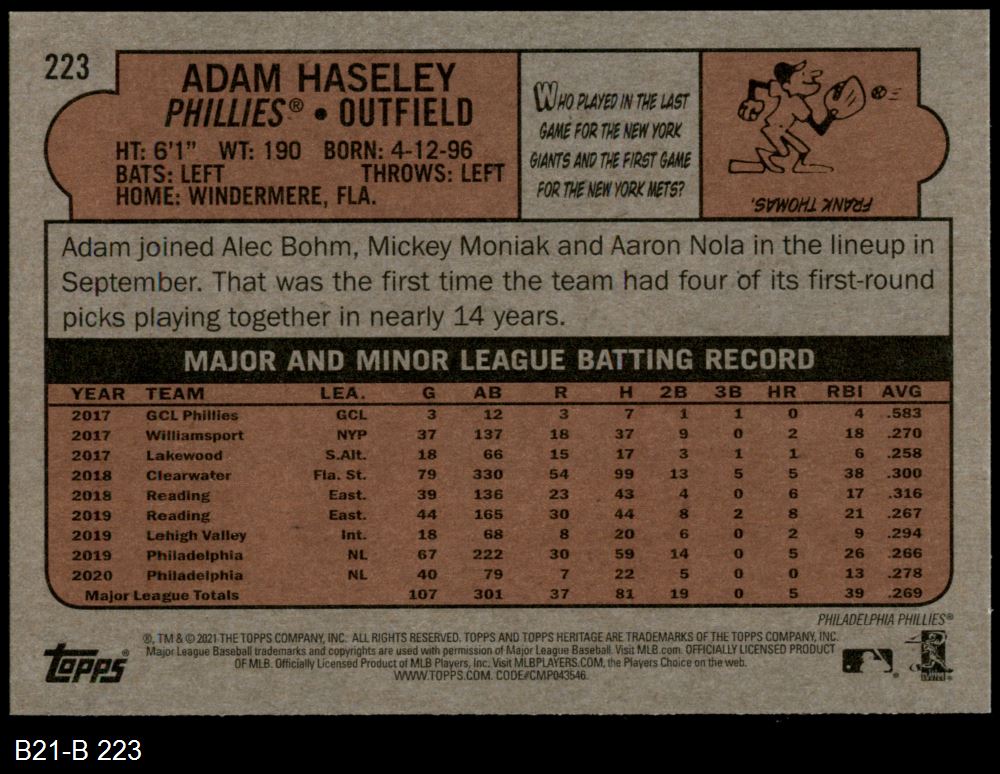 223
ADAM HASELEY
PHILLIES® • OUTFIELD
HT: 6'1" WT: 190 BORN: 4-12-96
BATS: LEFT THROWS: LEFT
HOME: WINDERMERE, FLA.
WHO PLAYED IN THE LAST
GAME FOR THE NEW YORK
GIANTS AND THE FIRST GAME
FOR THE NEW YORK METS?
FRANK THOMAS.
Adam joined Alec Bohm, Mickey Moniak and Aaron Nola in the lineup in
September. That was the first time the team had four of its first-round
picks playing together in nearly 14 years.
MAJOR AND MINOR LEAGUE BATTING RECORD
YEAR TEAM LEA. G AB R H 2B 3B HR RBI AVG
2017 GCL Phillies GCL 3 12 3 7 1 1 0 4 .583
2017 Williamsport NYP 37 137 18 37 9 0 2 18 .270
2017 Lakewood S.Alt. 18 66 15 17 3 1 1 6 .258
2018 Clearwater Fla. St. 79 330 54 99 13 5 5 38 .300
2018 Reading East. 39 136 23 43 4 0 6 17 .316
2019 Reading East. 44 165 30 44 8 2 8 21 .267
2019 Lehigh Valley Int. 18 68 8 20 6 0 2 9 .294
2019 Philadelphia NL 67 222 30 59 14 0 5 26 .266
2020 Philadelphia NL 40 79 7 22 5 0 0 13 .278
Major League Totals 107 301 37 81 19 0 5 39 .269
PHILADELPHIA PHILLIES®
TOPPS®
®, TM & © 2021 THE TOPPS COMPANY, INC. ALL RIGHTS RESERVED. TOPPS AND TOPPS HERITAGE ARE TRADEMARKS OF THE TOPPS COMPANY, INC.
Major League Baseball trademarks and copyrights are used with permission of Major League Baseball. Visit MLB.com. OFFICIALLY LICENSED PRODUCT
OF MLB. Officially Licensed Product of MLB Players, Inc. Visit MLBPLAYERS.COM, the Players Choice on the web.
WWW.TOPPS.COM. CODE#CMP043546.
B21-B 223